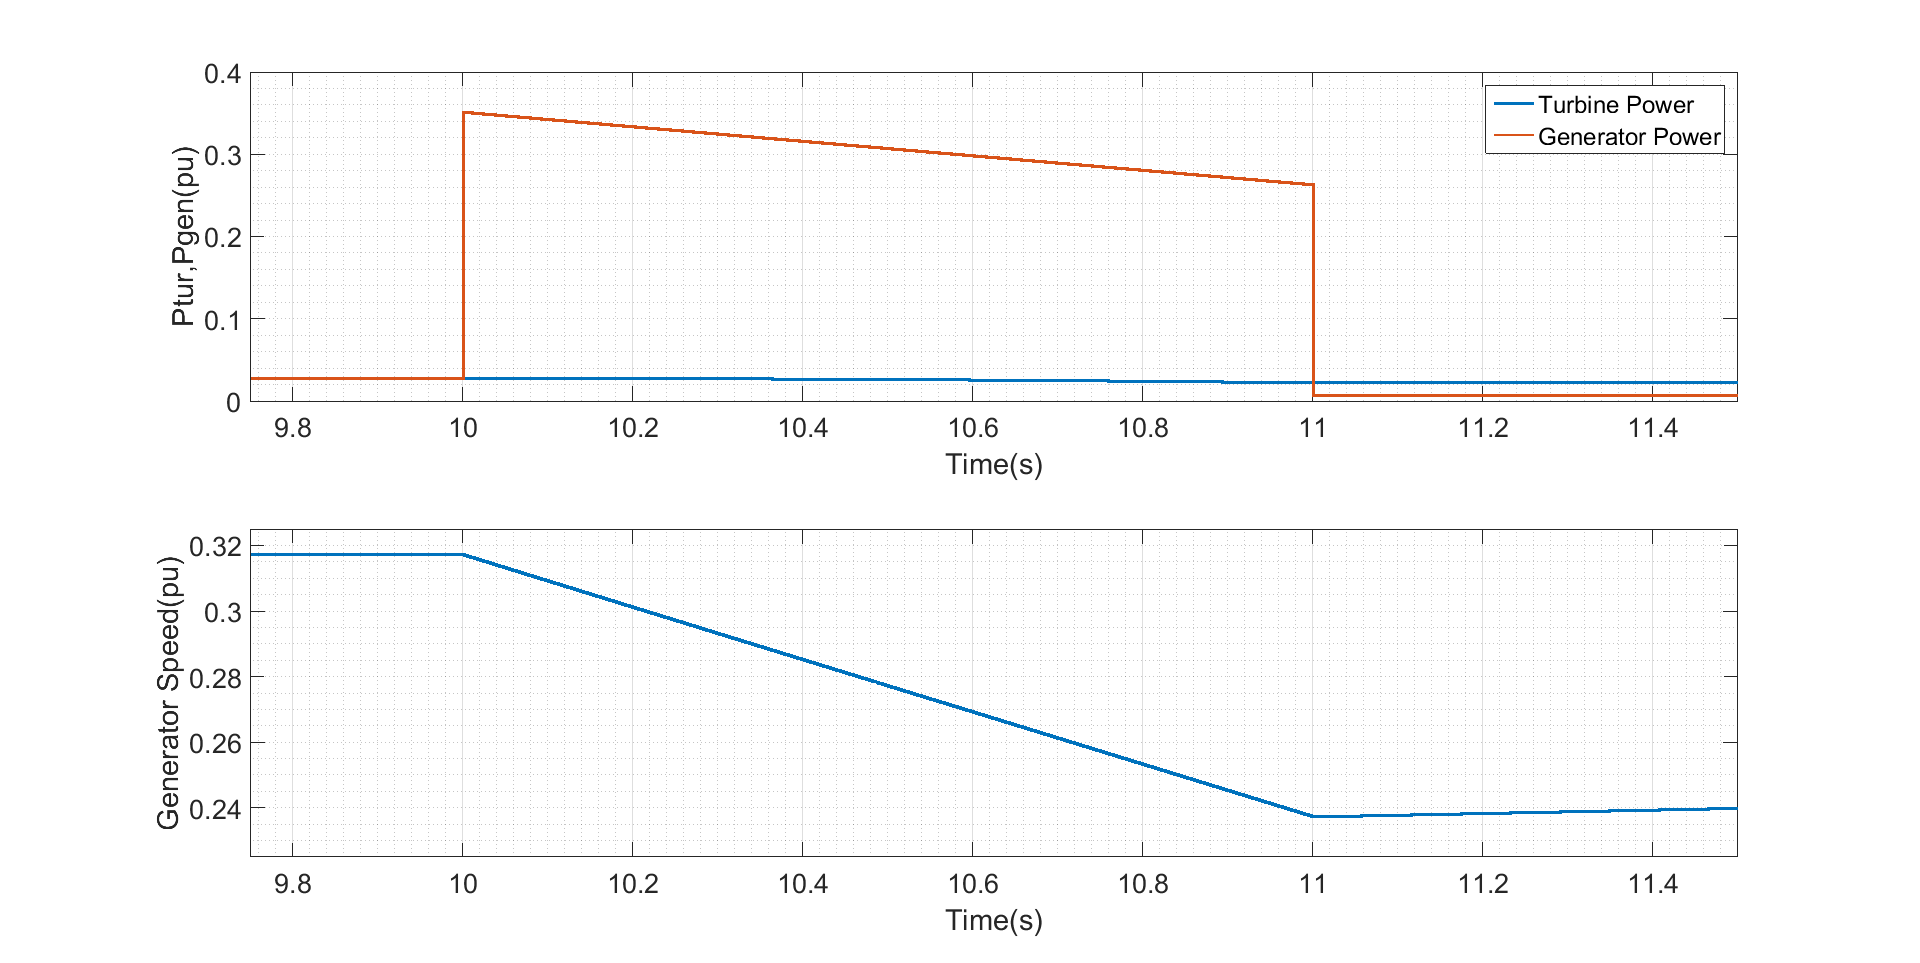 0.4
0.3
0.2
0.1
0
Ptur,Pgen(pu)
Turbine Power
Generator Power
9.8 10 10.2 10.4 10.6 10.8 11 11.2 11.4
Time(s)
0.32
0.3
0.28
0.26
0.24
Generator Speed(pu)
9.8 10 10.2 10.4 10.6 10.8 11 11.2 11.4
Time(s)